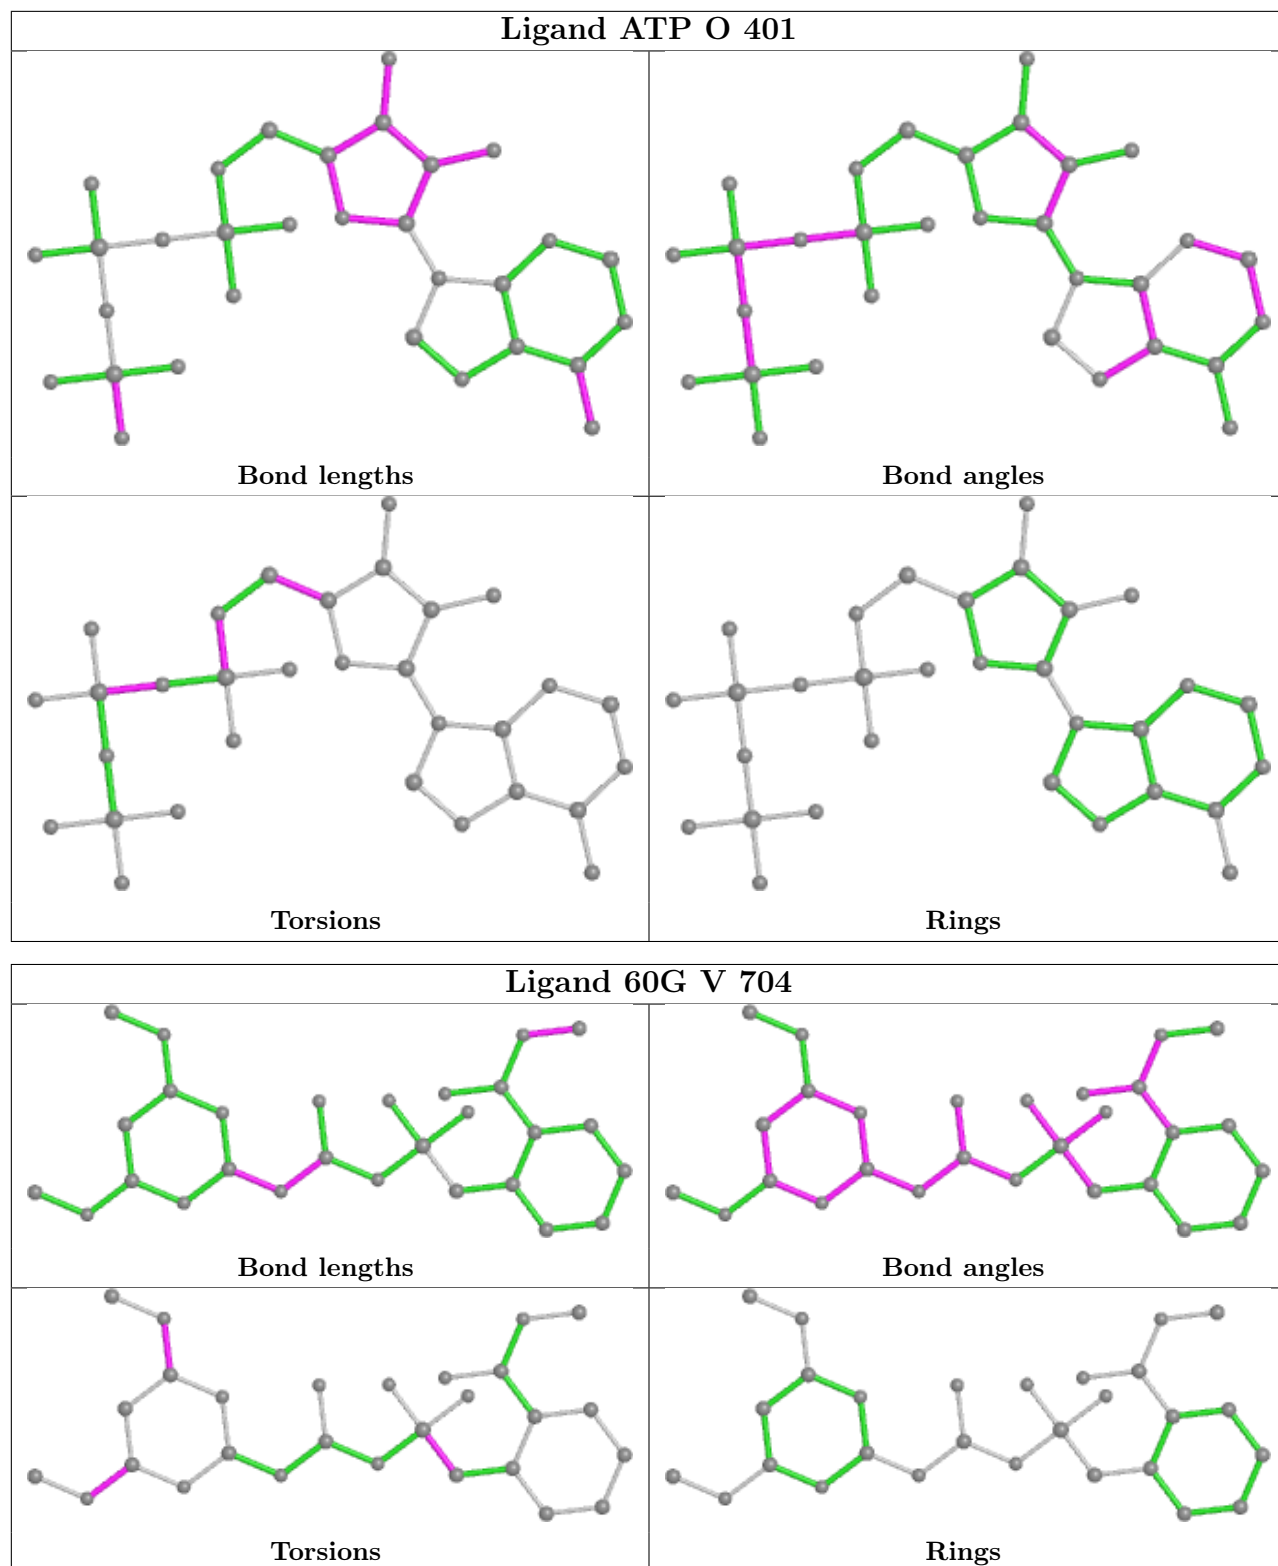 Ligand ATP O 401
Bond lengths
Bond angles
Torsions
Rings
Ligand 60G V 704
Bond lengths
Bond angles
Torsions
Rings